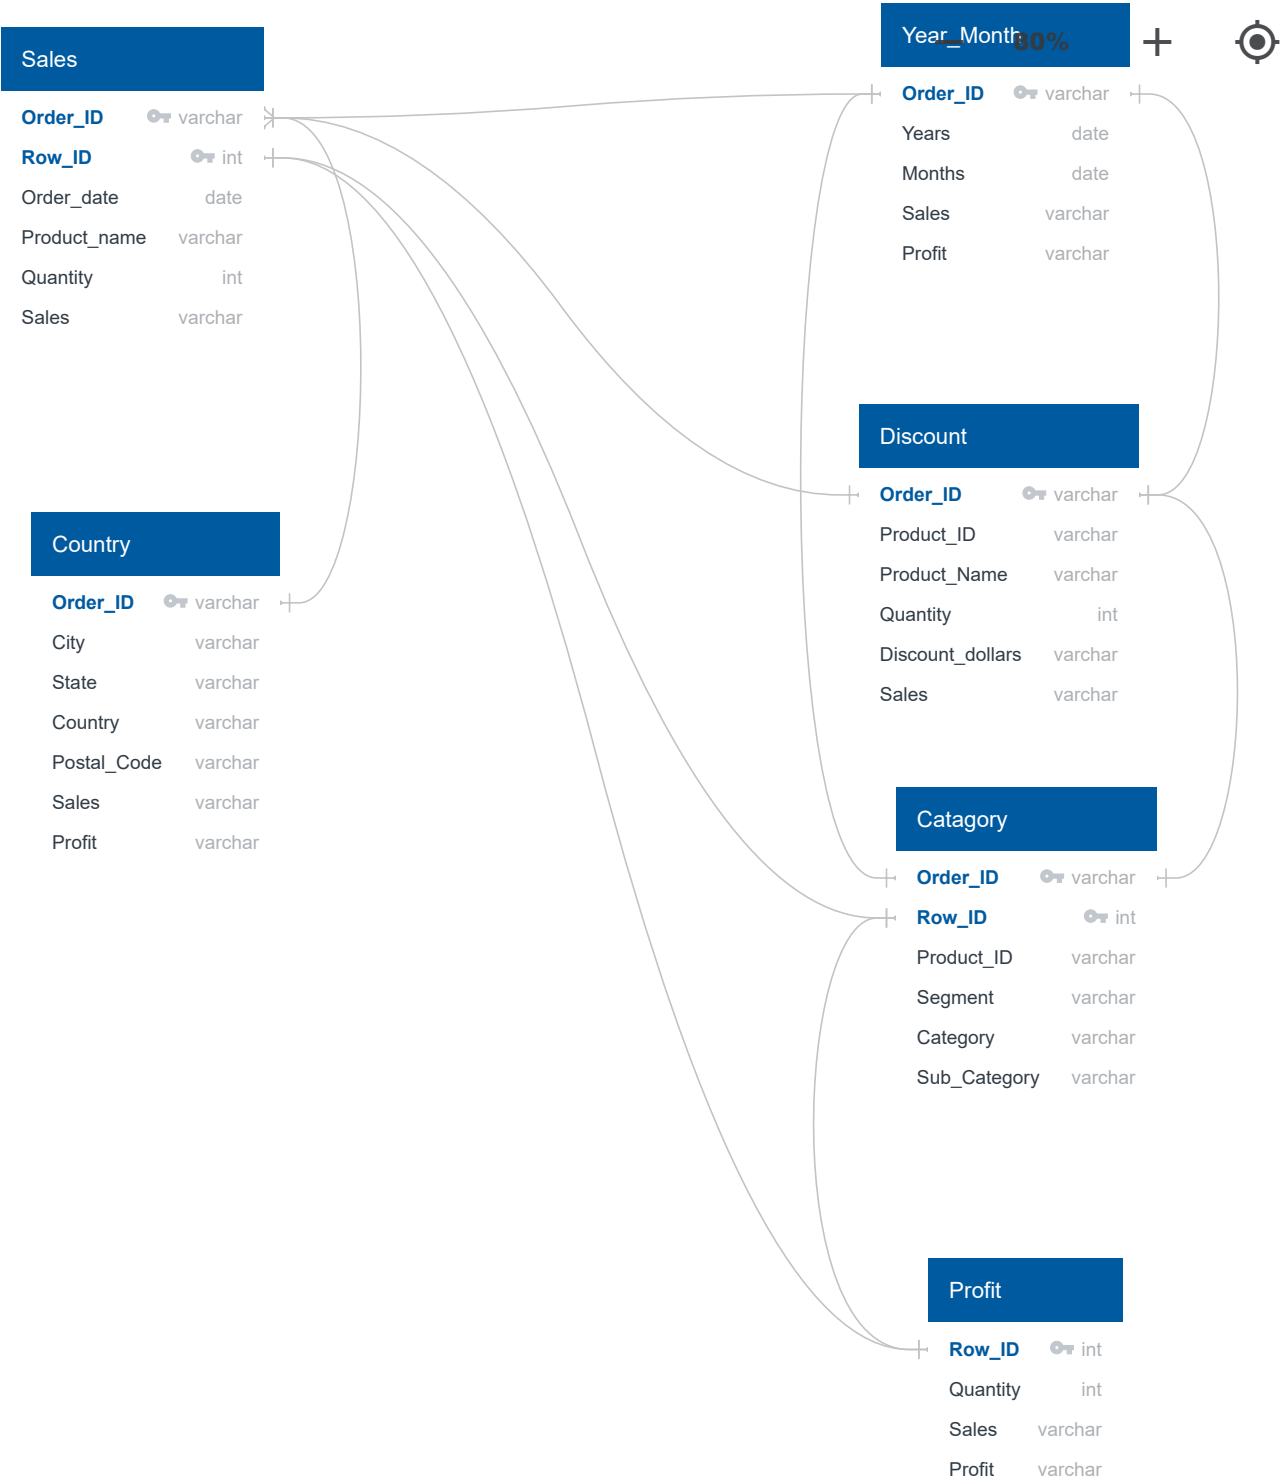 Sales
Order_ID varchar
Row_ID int
Order_date date
Product_name varchar
Quantity int
Sales varchar
Country
Order_ID varchar
City varchar
State varchar
Country varchar
Postal_Code varchar
Sales varchar
Profit varchar
Year_Month
80%
Order_ID varchar
Years date
Months date
Sales varchar
Profit varchar
Discount
Order_ID varchar
Product_ID varchar
Product_Name varchar
Quantity int
Discount_dollars varchar
Sales varchar
Catagory
Order_ID varchar
Row_ID int
Product_ID varchar
Segment varchar
Category varchar
Sub_Category varchar
Profit
Row_ID int
Quantity int
Sales varchar
Profit varchar